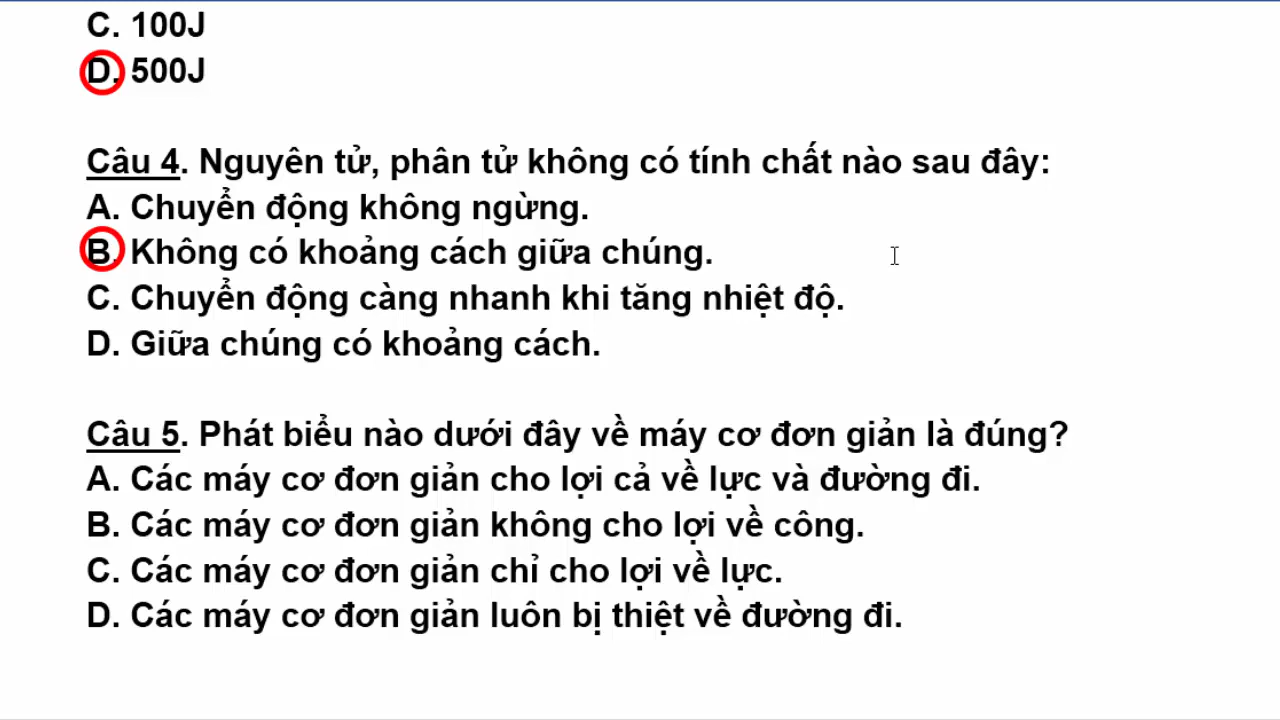 C. 100J
D. 500J
Câu 4. Nguyên tử, phân tử không có tính chất nào sau đây:
A. Chuyển động không ngừng.
B. Không có khoảng cách giữa chúng.
C. Chuyển động càng nhanh khi tăng nhiệt độ.
D. Giữa chúng có khoảng cách.
Câu 5. Phát biểu nào dưới đây về máy cơ đơn giản là đúng?
A. Các máy cơ đơn giản cho lợi cả về lực và đường đi.
B. Các máy cơ đơn giản không cho lợi về công.
C. Các máy cơ đơn giản chỉ cho lợi về lực.
D. Các máy cơ đơn giản luôn bị thiệt về đường đi.